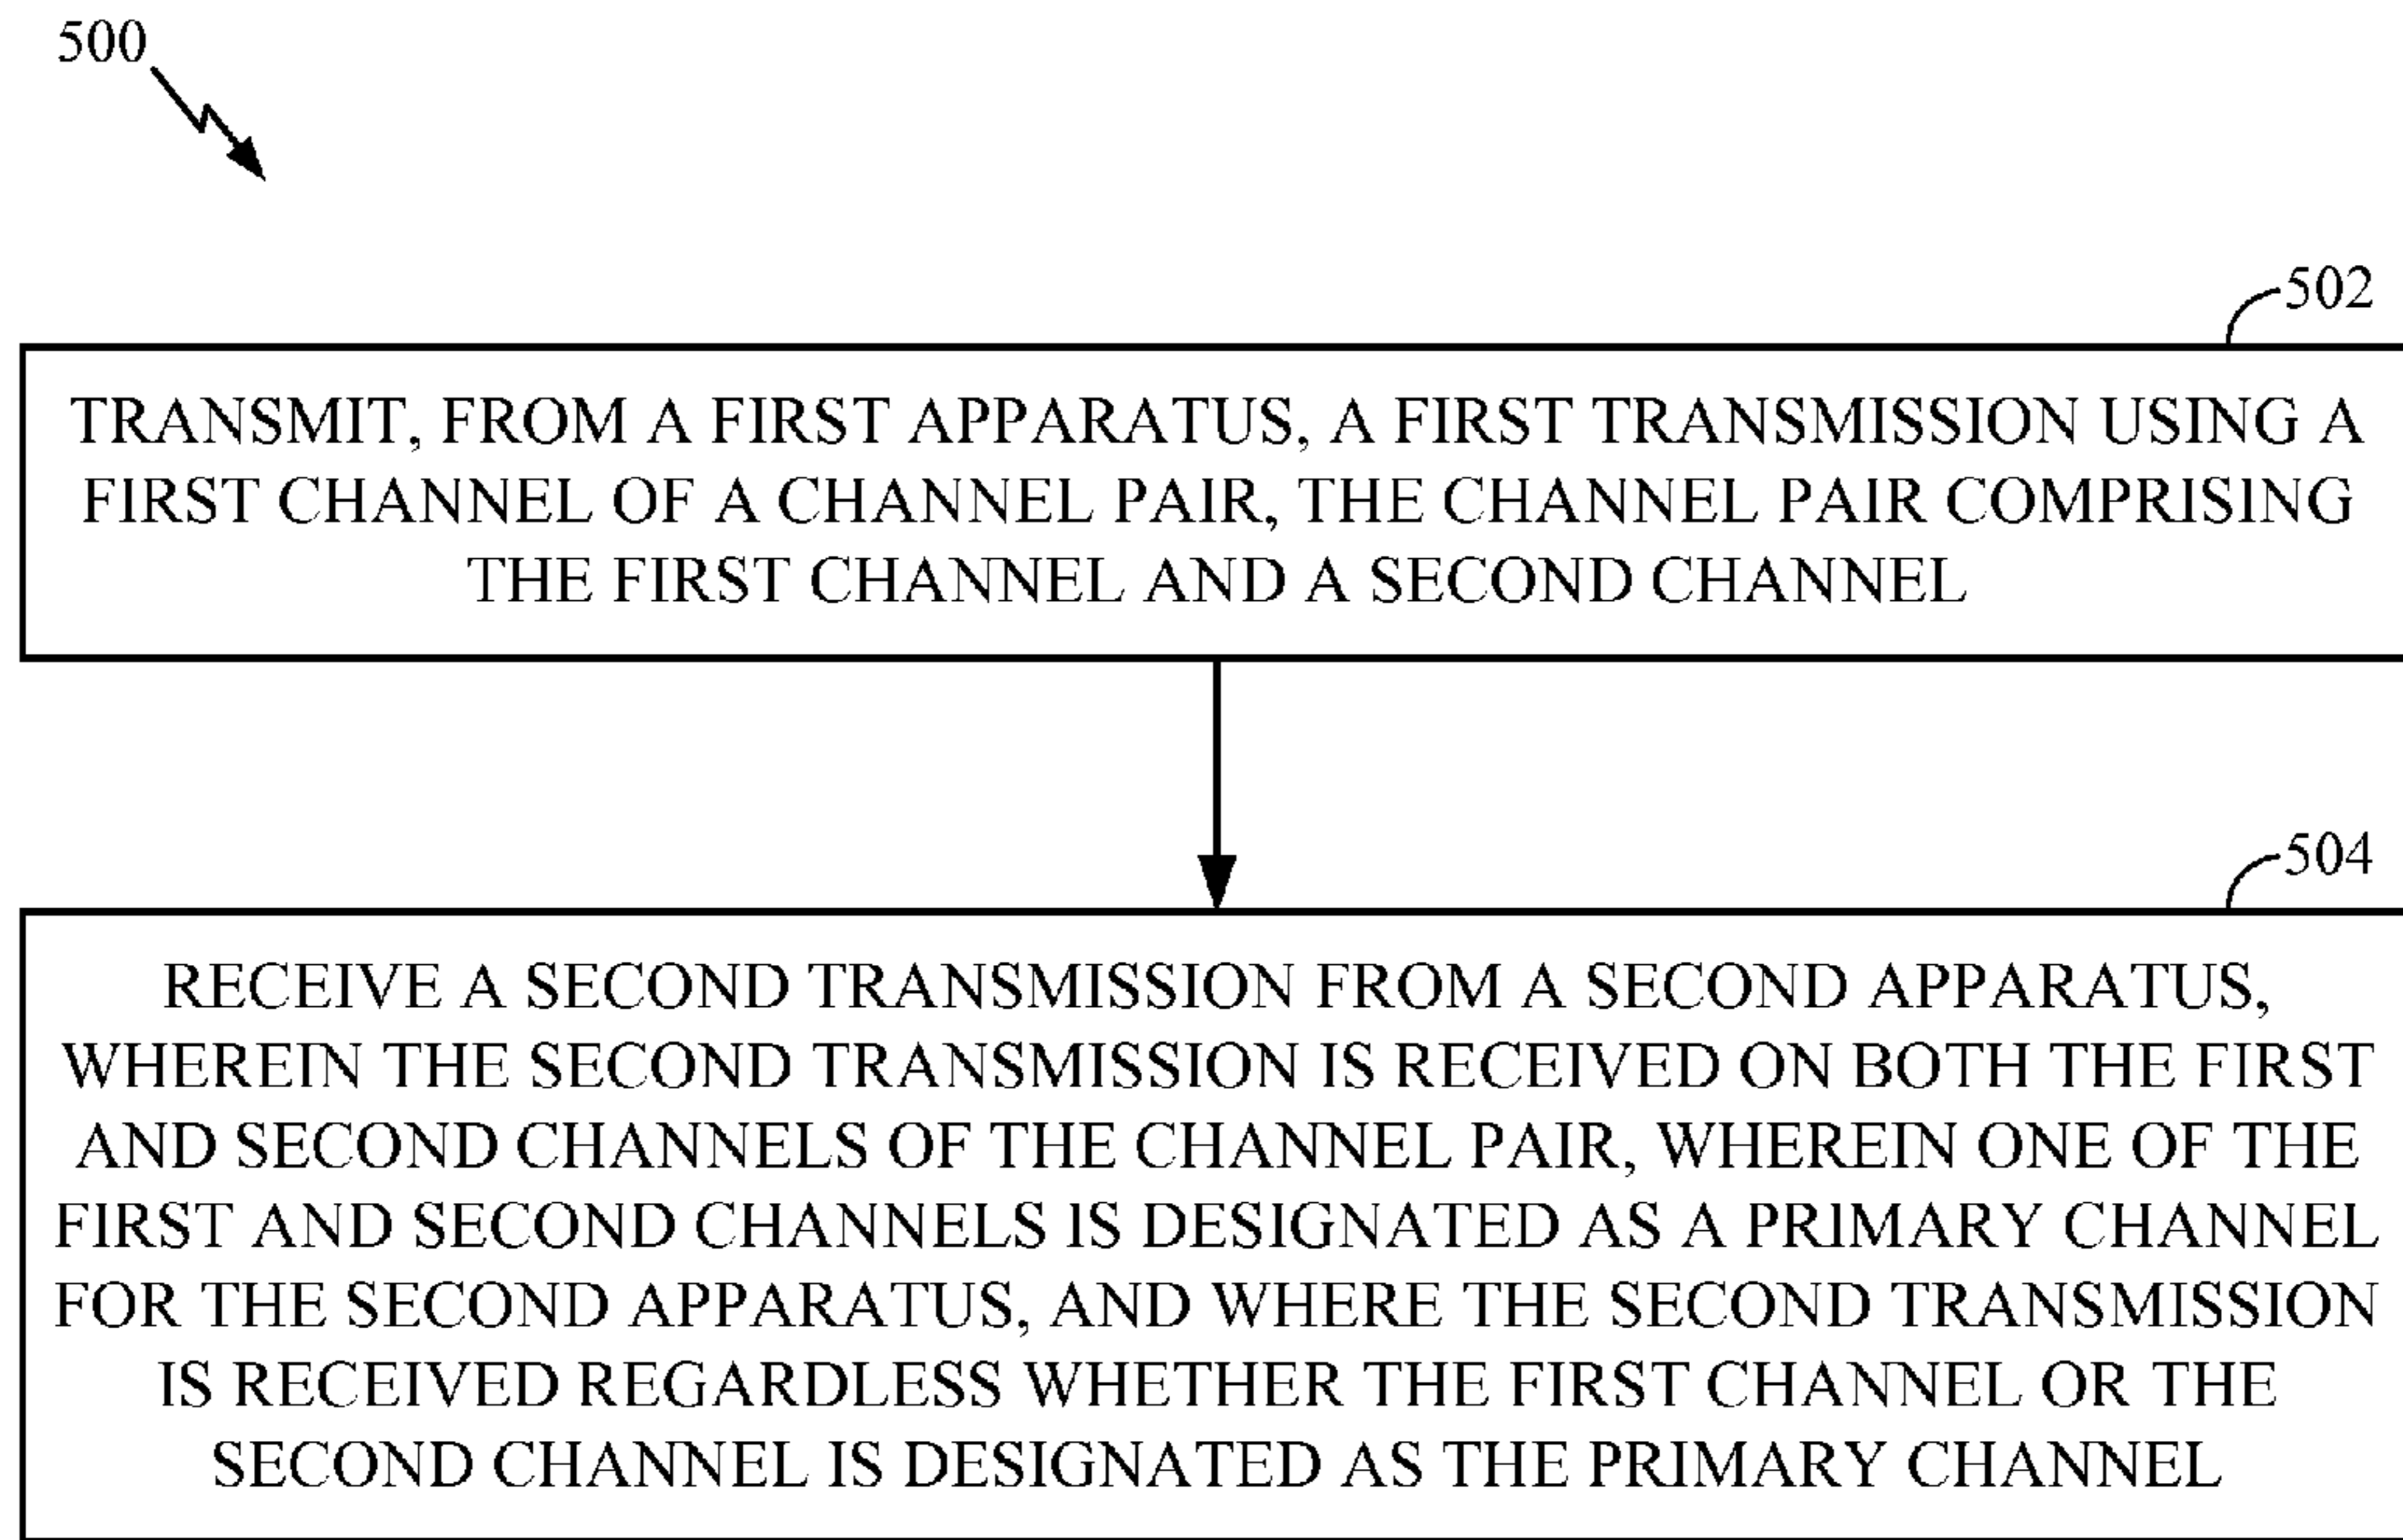 500
502
TRANSMIT, FROM A FIRST APPARATUS, A FIRST TRANSMISSION USING A
FIRST CHANNEL OF A CHANNEL PAIR, THE CHANNEL PAIR COMPRISING
THE FIRST CHANNEL AND A SECOND CHANNEL
504
RECEIVE A SECOND TRANSMISSION FROM A SECOND APPARATUS,
WHEREIN THE SECOND TRANSMISSION IS RECEIVED ON BOTH THE FIRST
AND SECOND CHANNELS OF THE CHANNEL PAIR, WHEREIN ONE OF THE
FIRST AND SECOND CHANNELS IS DESIGNATED AS A PRIMARY CHANNEL
FOR THE SECOND APPARATUS, AND WHERE THE SECOND TRANSMISSION
IS RECEIVED REGARDLESS WHETHER THE FIRST CHANNEL OR THE
SECOND CHANNEL IS DESIGNATED AS THE PRIMARY CHANNEL